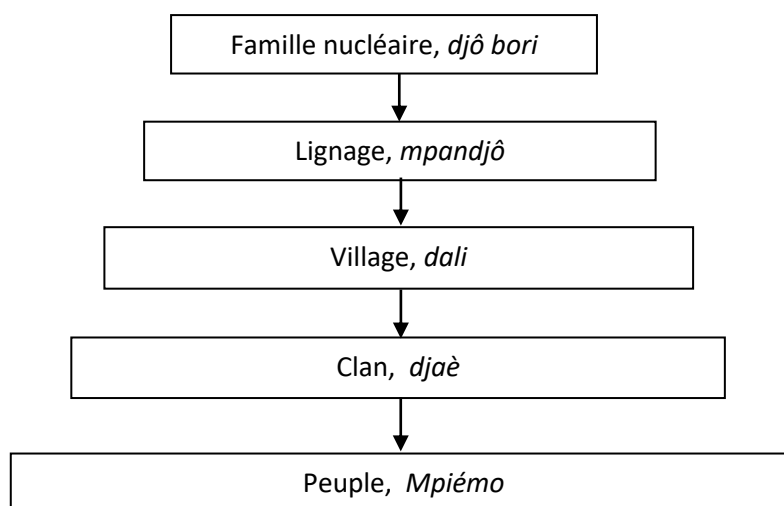 Famille nucléaire, djô bori
Lignage, mpandjô
Village, dali
Clan, djaè
Peuple, Mpiémo